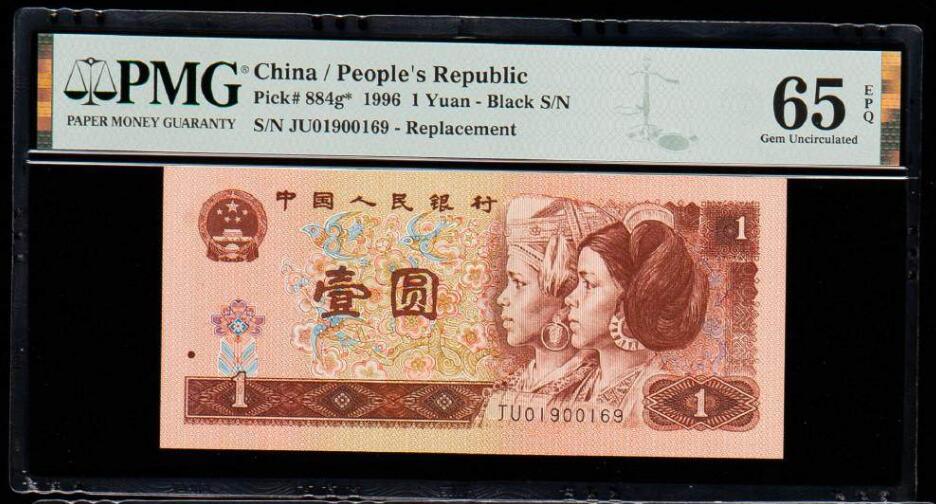 PMG®
PAPER MONEY GUARANTY
China / People's Republic
Pick# 884g* 1996 1 Yuan - Black S/N
S/N JU01900169 - Replacement
65
EPQ
Gem Uncirculated
中国人民银行
1
壹圆
1
JU01900169
1